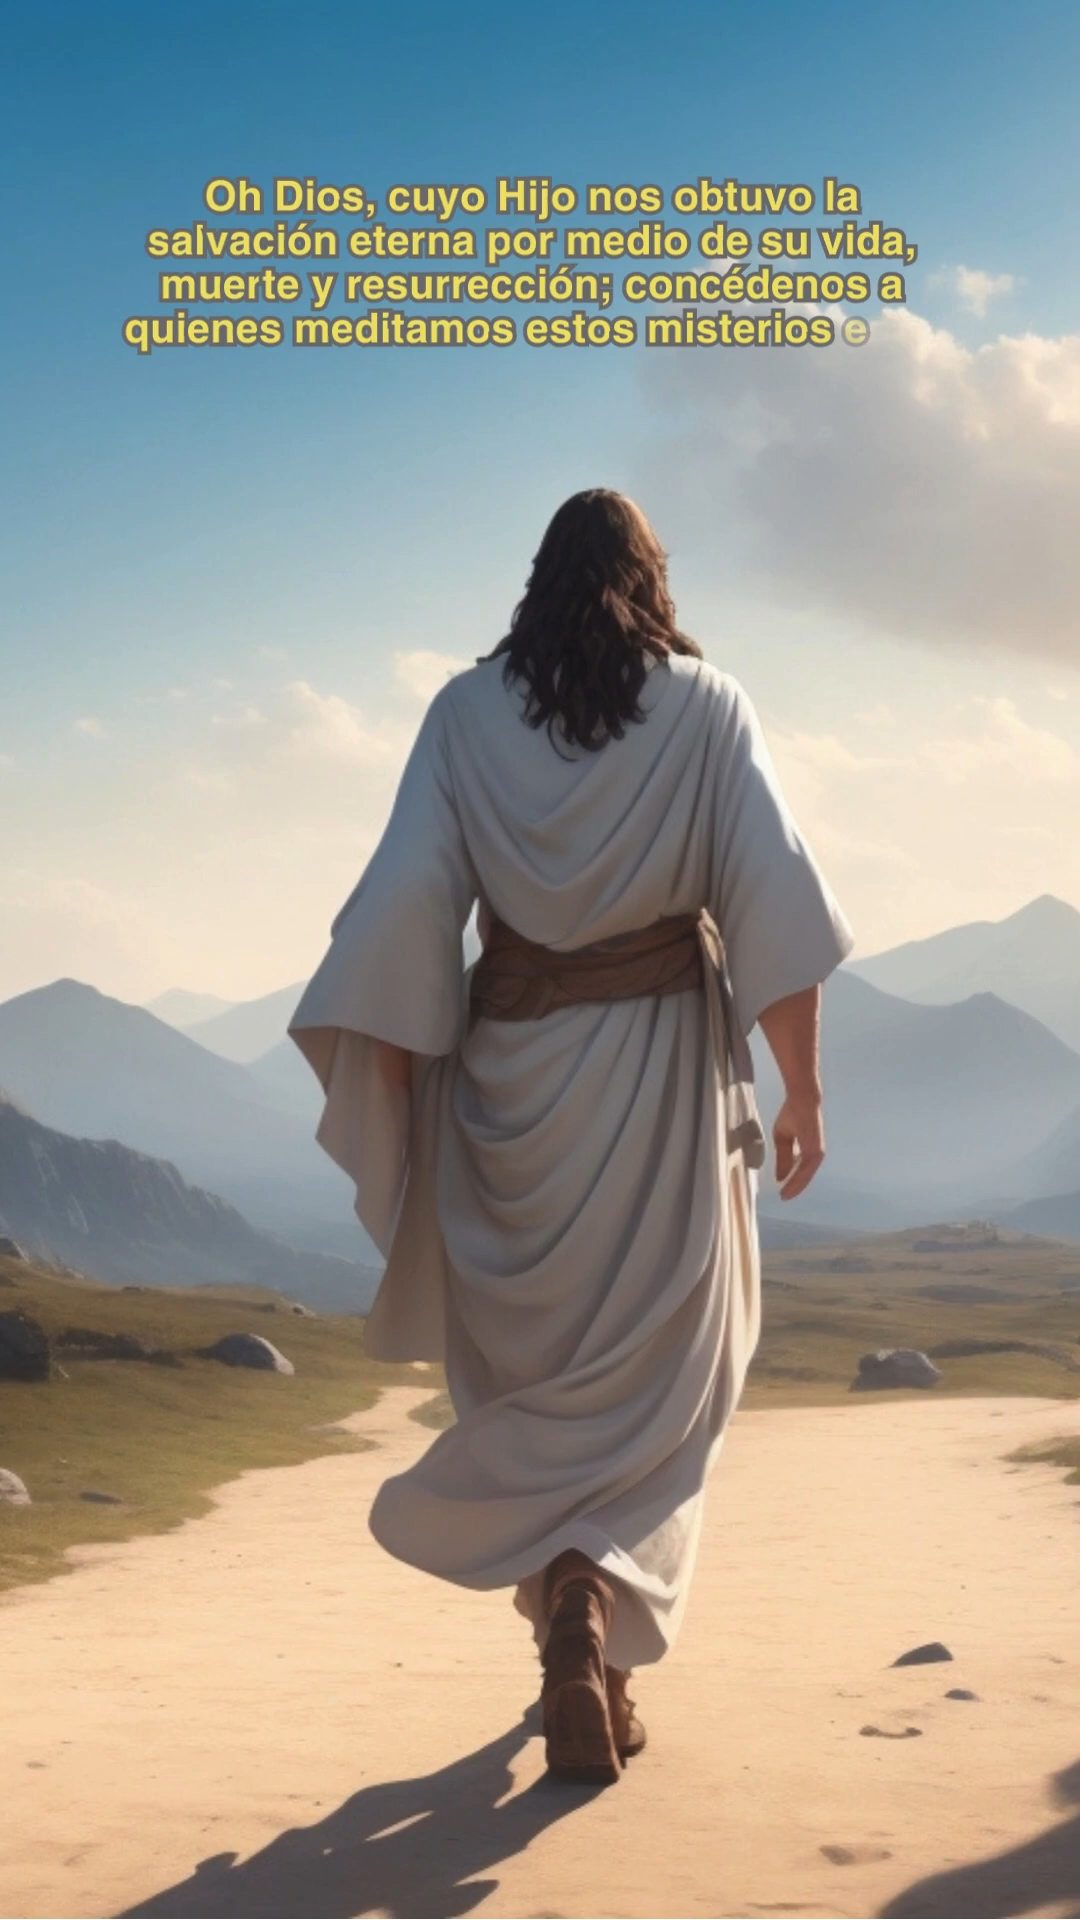 Oh Dios, cuyo Hijo nos obtuvo la
salvación eterna por medio de su vida,
muerte y resurrección; concédenos a
quienes meditamos estos misterios e